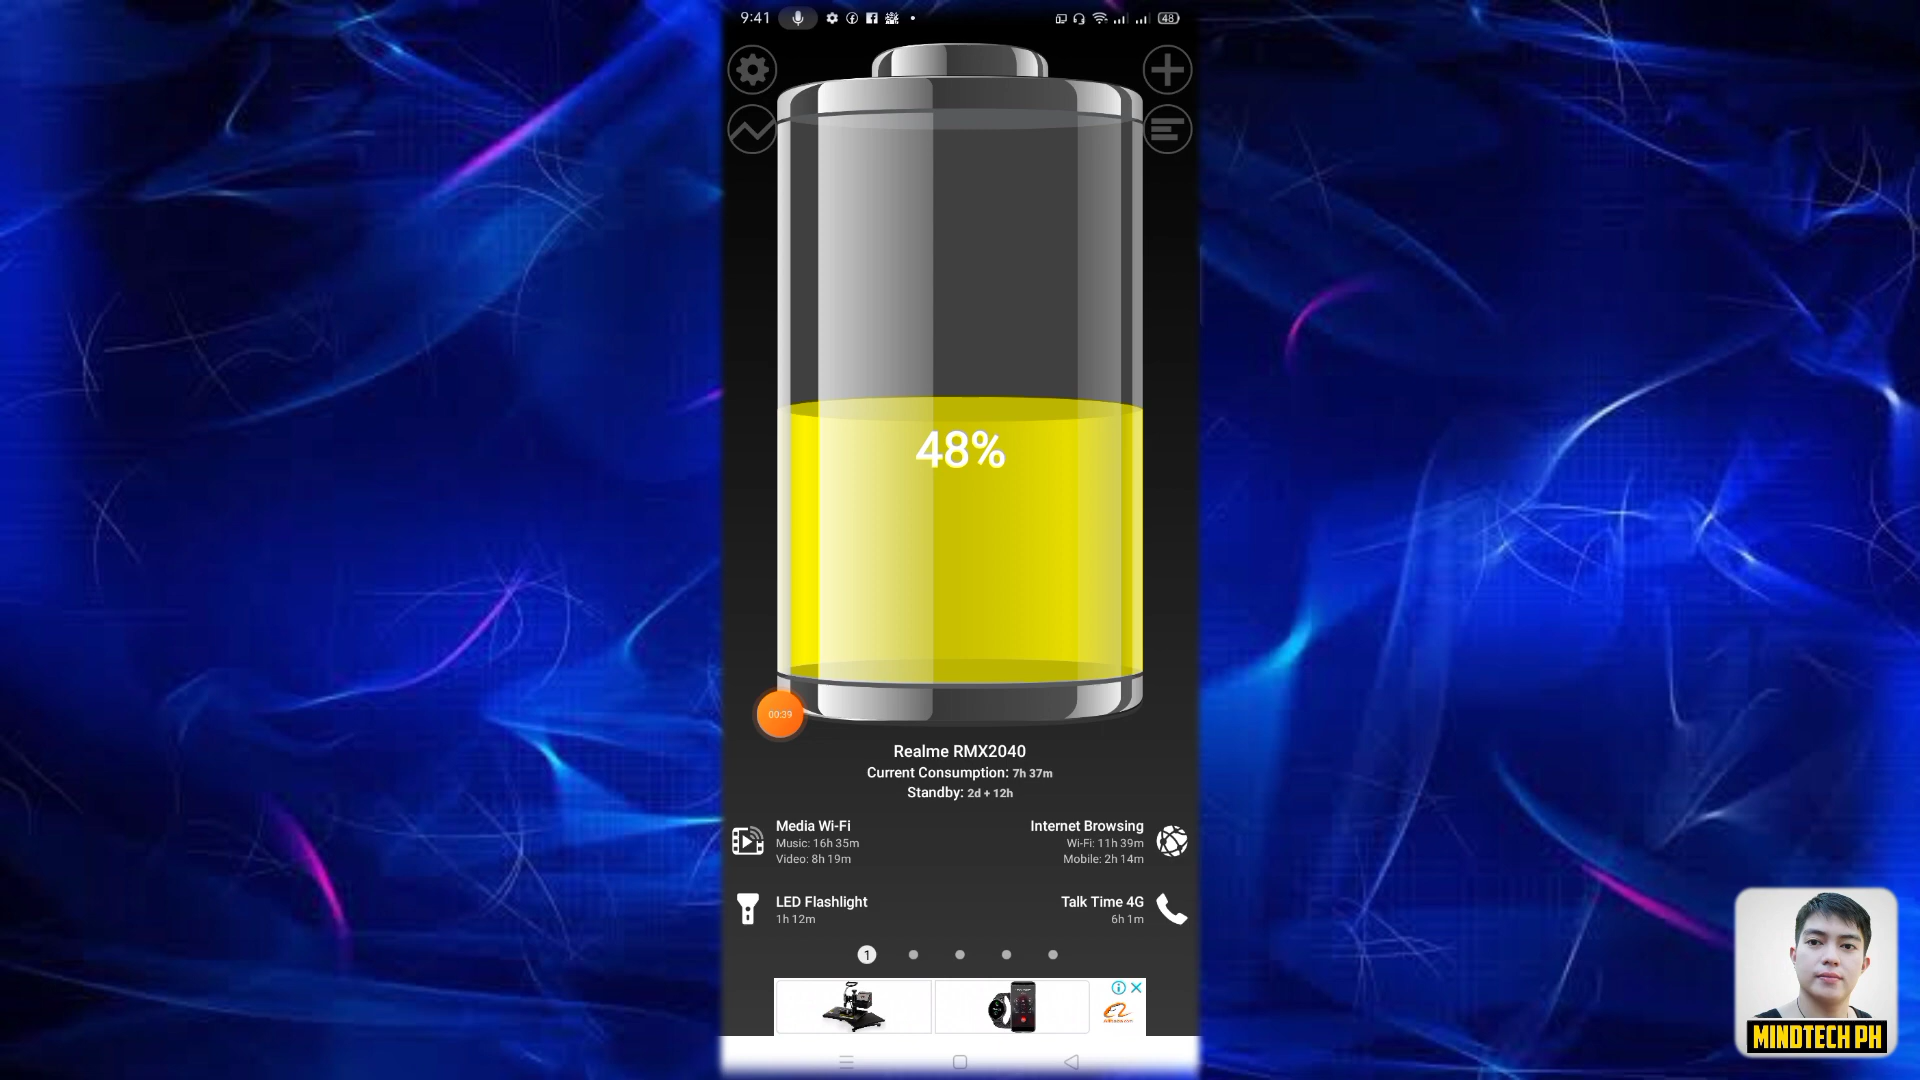 9:41
48
48%
00:39
Realme RMX2040
Current Consumption: 7h 37m
Standby: 2d + 12h
Media Wi-Fi
Music: 16h 35m
Video: 8h 19m
Internet Browsing
Wi-Fi: 11h 39m
Mobile: 2h 14m
LED Flashlight
1h 12m
Talk Time 4G
6h 1m
1
Alibaba.com
MINDTECH PH